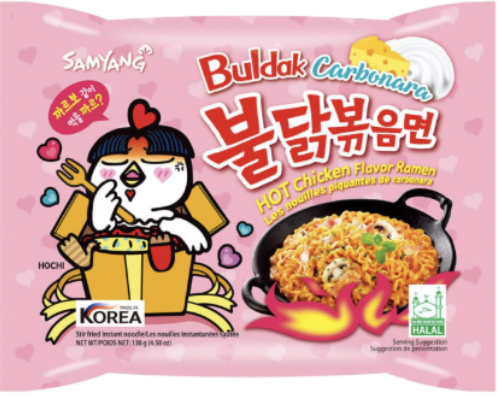 SAMYANG
Buldak Carbonara
불닭볶음면
까르보 같이
먹을까르?
HOT Chicken Flavor Ramen
Les nouilles piquantes de carbonara
HOCHI
MADE IN
KOREA
Stir fried instant noodle/Les nouilles instantanées sautée
NET WT/POIDS NET: 130 g (4.58 oz)
HALAL
Serving Suggestion
Suggestion de présentation